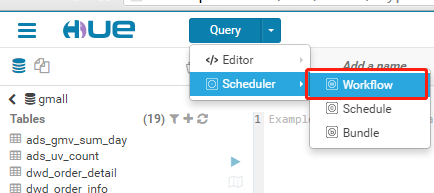 HUE
Query
</> Editor
Scheduler
Workflow
Schedule
Bundle
Add a name
gmall
Tables (19)
ads_gmv_sum_day
ads_uv_count
dwd_order_detail
dwd_order_info
1 Example